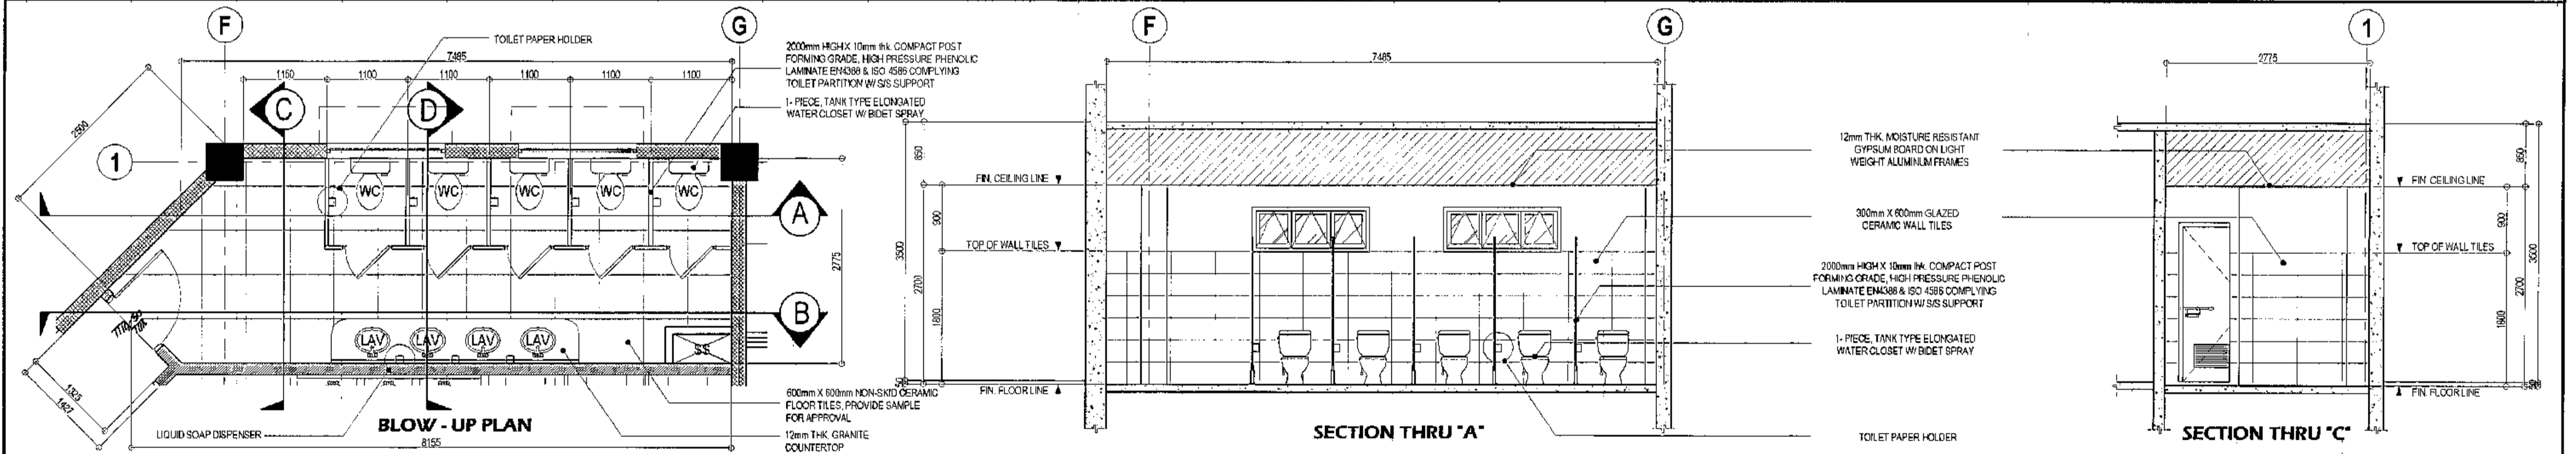 F
G
TOILET PAPER HOLDER
7485
1150
1100
1100
1100
1100
1100
2000mm HIGH X 10mm thk. COMPACT POST
FORMING GRADE, HIGH PRESSURE PHENOLIC
LAMINATE EN4388 & ISO 4586 COMPLYING
TOILET PARTITION W/ S/S SUPPORT
1- PIECE, TANK TYPE ELONGATED
WATER CLOSET W/ BIDET SPRAY
C
D
2500
1
WC
WC
WC
WC
WC
A
2775
B
LAV
LAV
LAV
LAV
SS
1325
1427
600mm X 600mm NON-SKID CERAMIC
FLOOR TILES, PROVIDE SAMPLE
FOR APPROVAL
BLOW - UP PLAN
LIQUID SOAP DISPENSER
8155
12mm THK. GRANITE
COUNTERTOP
F
G
7485
850
FIN. CEILING LINE
900
TOP OF WALL TILES
3500
2700
1800
50
FIN. FLOOR LINE
SECTION THRU "A"
12mm THK. MOISTURE RESISTANT
GYPSUM BOARD ON LIGHT
WEIGHT ALUMINUM FRAMES
300mm X 600mm GLAZED
CERAMIC WALL TILES
2000mm HIGH X 10mm thk. COMPACT POST
FORMING GRADE, HIGH PRESSURE PHENOLIC
LAMINATE EN4388 & ISO 4586 COMPLYING
TOILET PARTITION W/ S/S SUPPORT
1- PIECE, TANK TYPE ELONGATED
WATER CLOSET W/ BIDET SPRAY
TOILET PAPER HOLDER
1
2775
850
FIN. CEILING LINE
900
TOP OF WALL TILES
3500
2700
1800
FIN. FLOOR LINE
SECTION THRU "C"